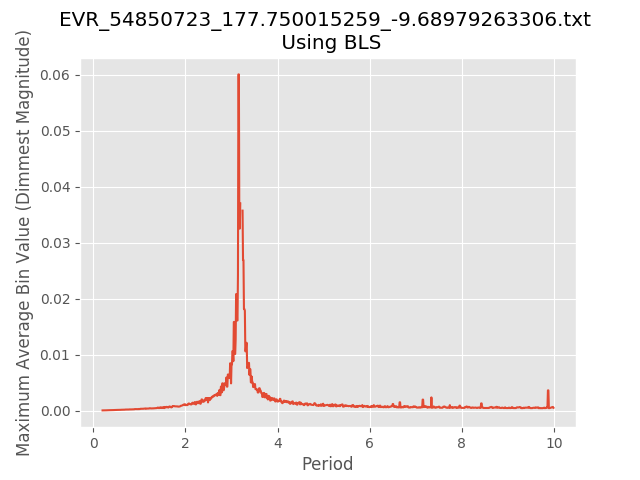 EVR_54850723_177.750015259_-9.68979263306.txt
Using BLS
Maximum Average Bin Value (Dimmest Magnitude)
0.06
0.05
0.04
0.03
0.02
0.01
0.00
0 2 4 6 8 10
Period